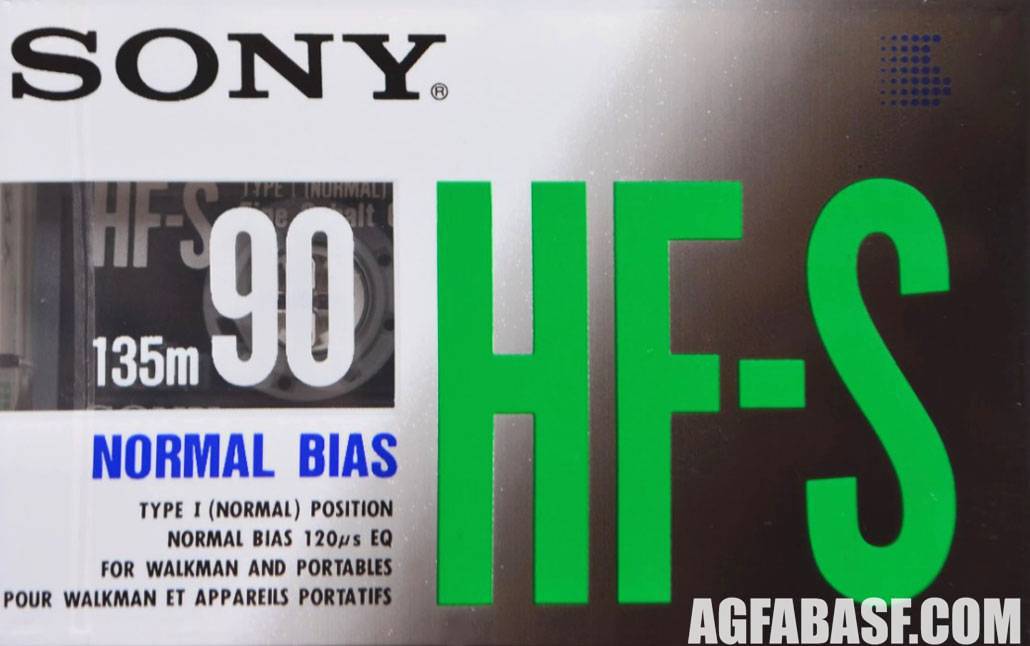 SONY®
HF-S
TYPE I (NORMAL)
90
135m
HF-S
NORMAL BIAS
TYPE I (NORMAL) POSITION
NORMAL BIAS 120μs EQ
FOR WALKMAN AND PORTABLES
POUR WALKMAN ET APPAREILS PORTATIFS
AGFABASF.COM